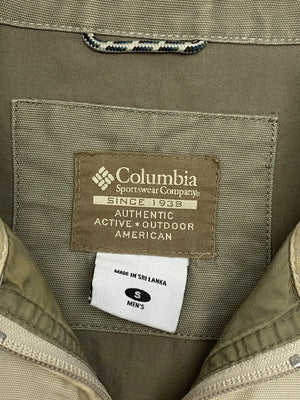 Columbia
Sportswear Company®
SINCE 1938
AUTHENTIC
ACTIVE • OUTDOOR
AMERICAN
MADE IN SRI LANKA
S
MEN'S